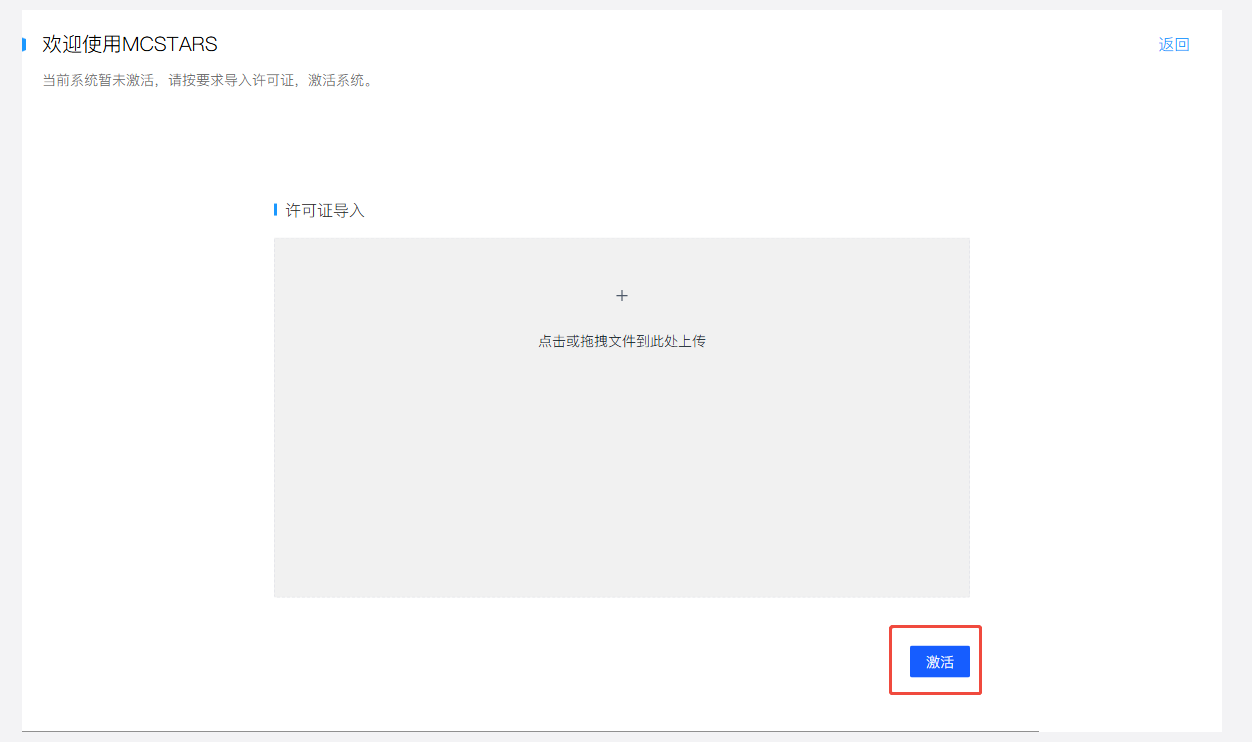 欢迎使用MCSTARS
返回
当前系统暂未激活，请按要求导入许可证，激活系统。
许可证导入
点击或拖拽文件到此处上传
激活